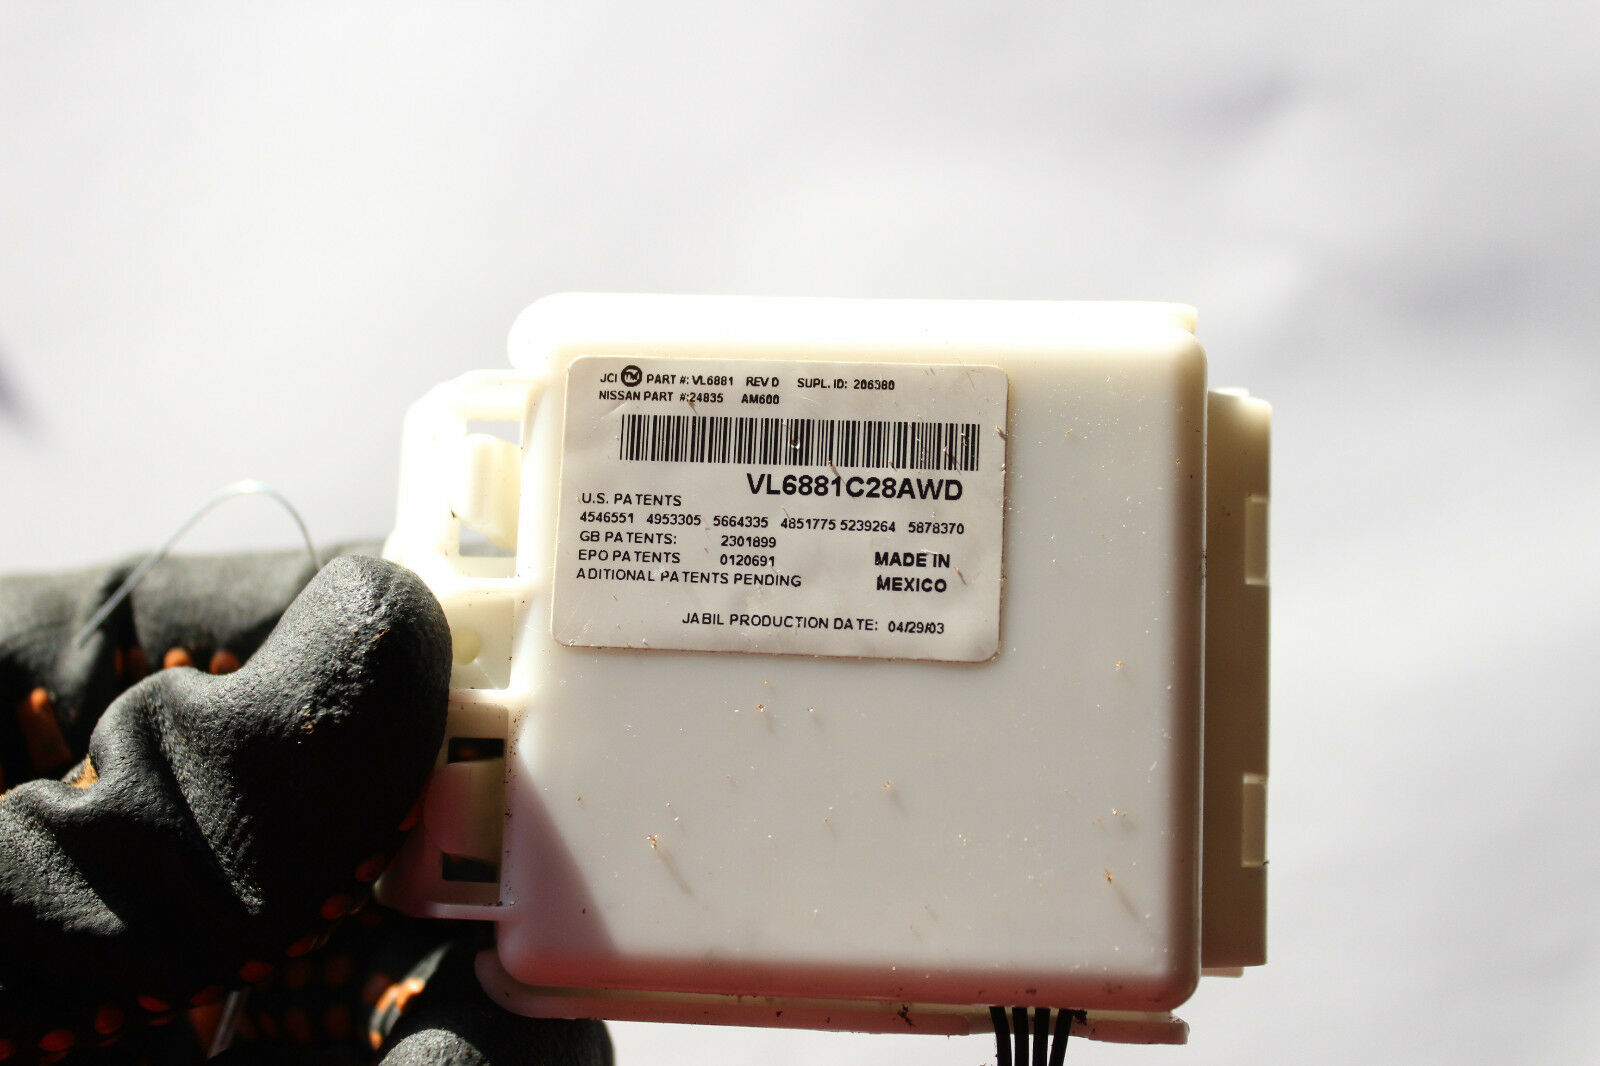 JCI TM PART #: VL6881 REV D SUPL. ID: 206380
NISSAN PART #:24835 AM600
VL6881C28AWD
U.S. PATENTS
4546551 4953305 5664335 4851775 5239264 5878370
GB PATENTS: 2301899
EPO PATENTS 0120691 MADE IN
ADITIONAL PATENTS PENDING MEXICO
JABIL PRODUCTION DATE: 04/29/03